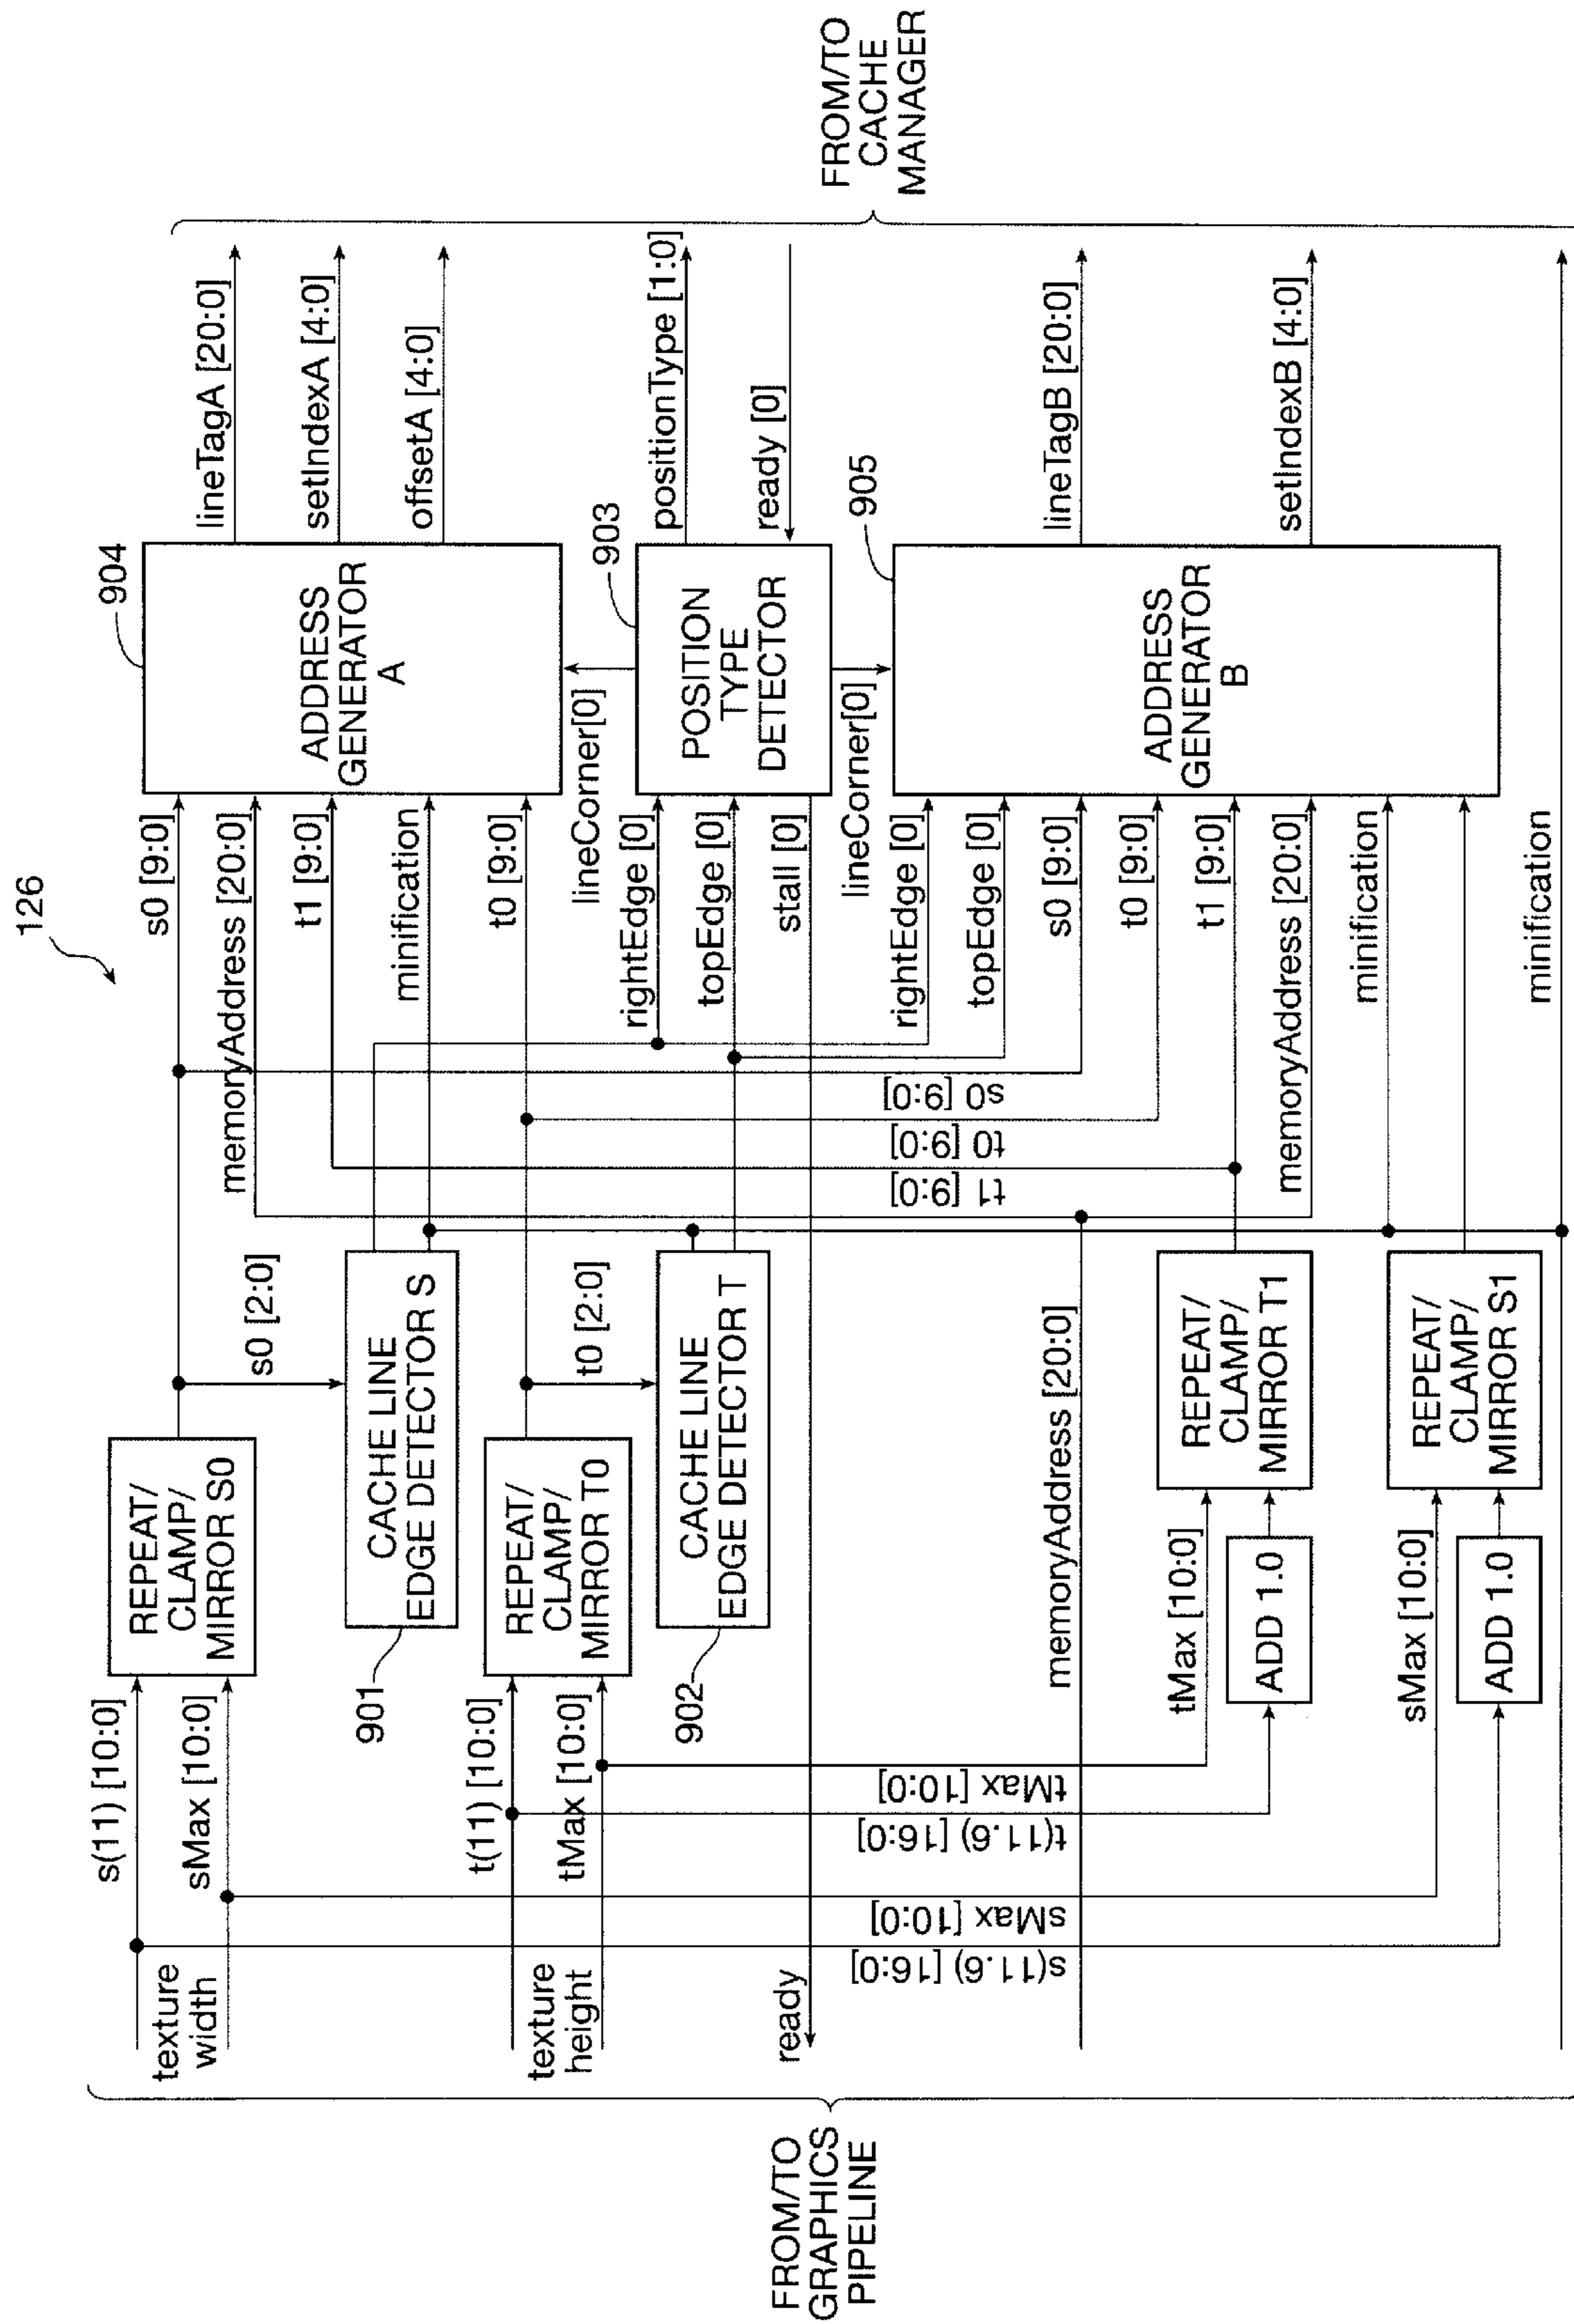 126
FROM/TO
GRAPHICS
PIPELINE
texture
width
texture
height
ready
s(11) [10:0]
sMax [10:0]
t(11) [10:0]
tMax [10:0]
s(11.6) [16:0]
sMax [10:0]
t(11.6) [16:0]
tMax [10:0]
REPEAT/
CLAMP/
MIRROR S0
s0 [2:0]
CACHE LINE
EDGE DETECTOR S
901
REPEAT/
CLAMP/
MIRROR T0
t0 [2:0]
CACHE LINE
EDGE DETECTOR T
902
memoryAddress [20:0]
tMax [10:0]
ADD 1.0
REPEAT/
CLAMP/
MIRROR T1
sMax [10:0]
ADD 1.0
REPEAT/
CLAMP/
MIRROR S1
t1 [9:0]
t0 [9:0]
s0 [9:0]
s0 [9:0]
memoryAddress [20:0]
t1 [9:0]
minification
t0 [9:0]
lineCorner[0]
rightEdge [0]
topEdge [0]
stall [0]
lineCorner[0]
rightEdge [0]
topEdge [0]
s0 [9:0]
t0 [9:0]
t1 [9:0]
memoryAddress [20:0]
minification
minification
904
ADDRESS
GENERATOR
A
903
POSITION
TYPE
DETECTOR
905
ADDRESS
GENERATOR
B
lineTagA [20:0]
setIndexA [4:0]
offsetA [4:0]
positionType [1:0]
ready [0]
lineTagB [20:0]
setIndexB [4:0]
FROM/TO
CACHE
MANAGER